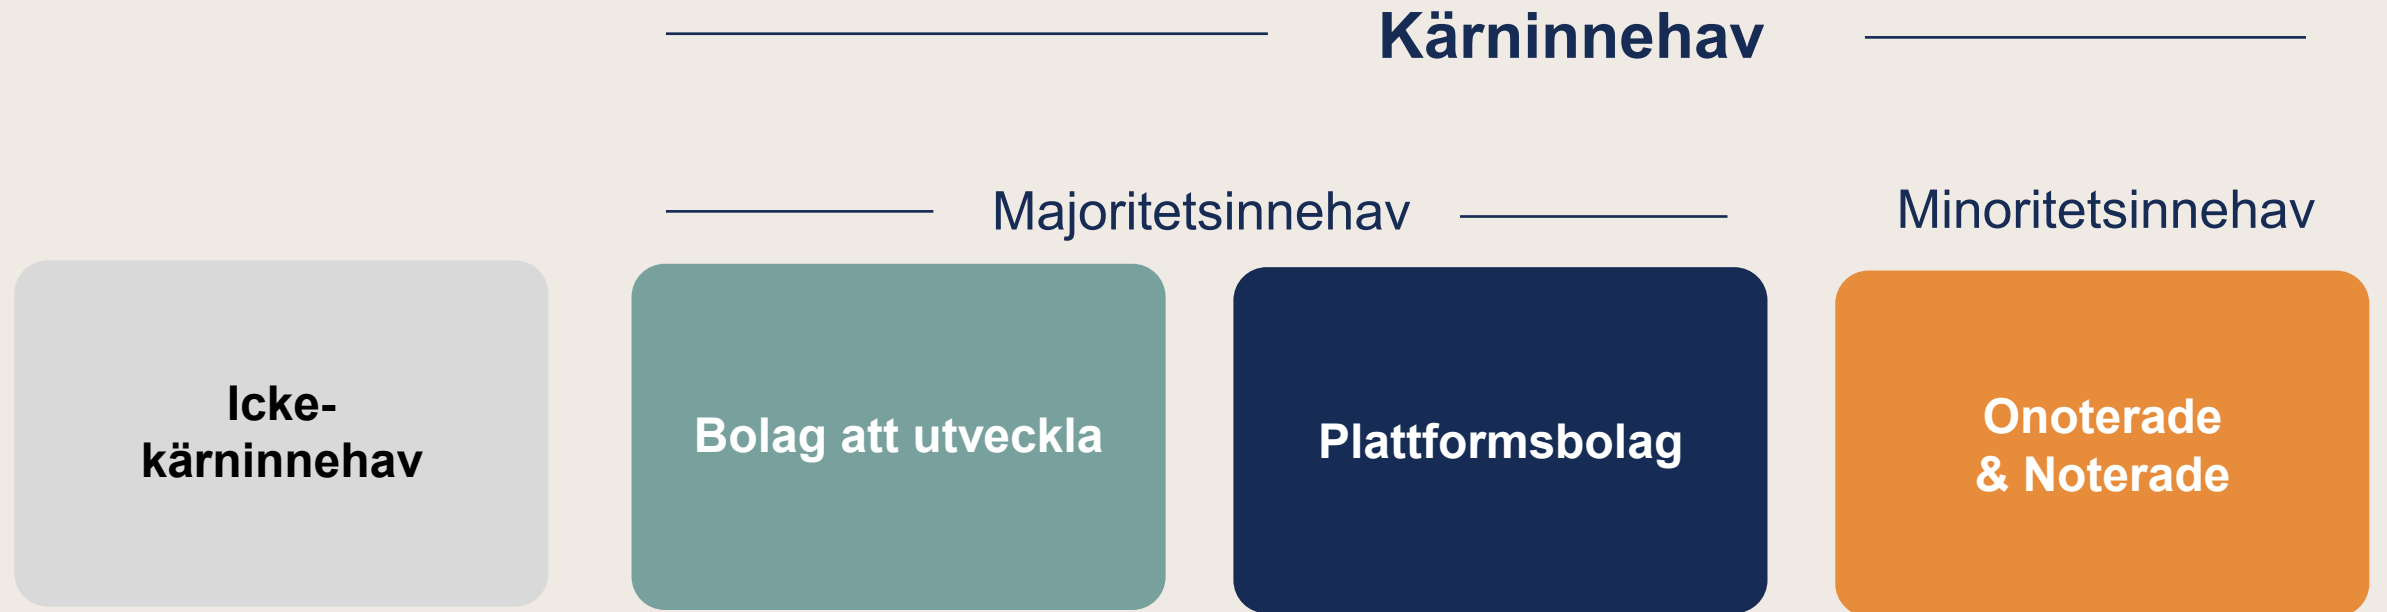 Kärninnehav
Majoritetsinnehav
Minoritetsinnehav
Icke-
kärninnehav
Bolag att utveckla
Plattformsbolag
Onoterade
& Noterade